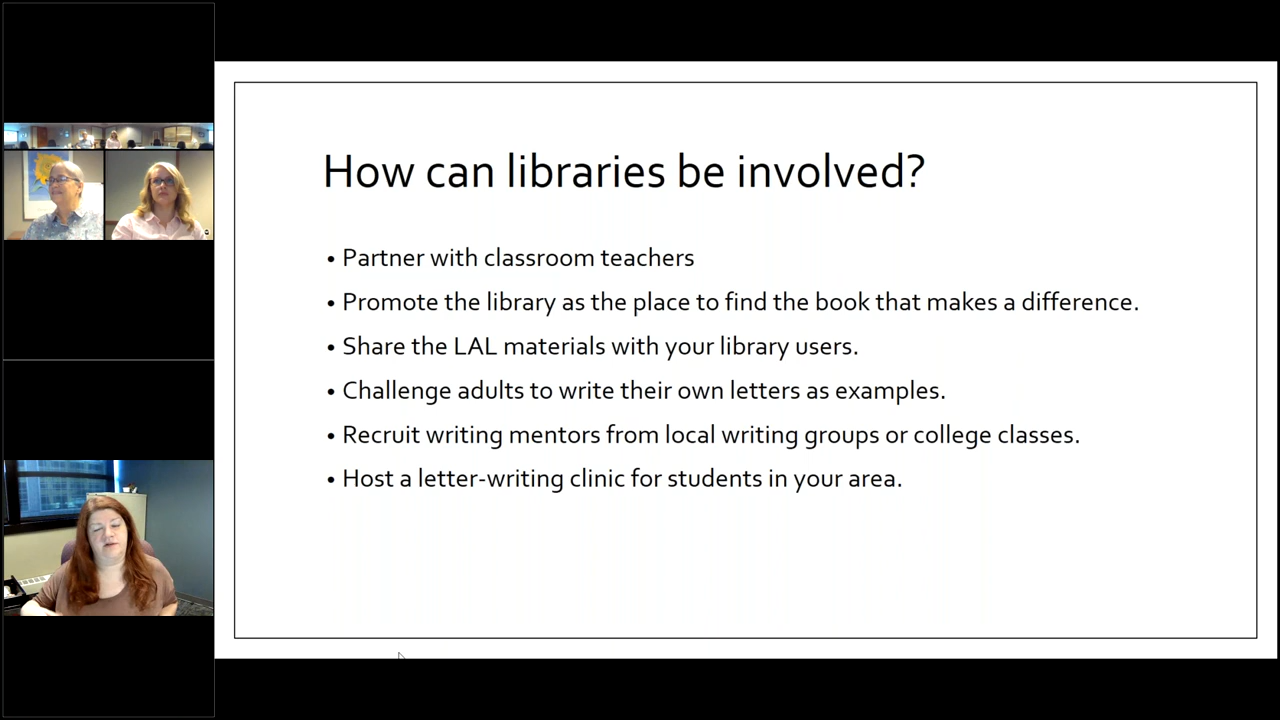 How can libraries be involved?
• Partner with classroom teachers
• Promote the library as the place to find the book that makes a difference.
• Share the LAL materials with your library users.
• Challenge adults to write their own letters as examples.
• Recruit writing mentors from local writing groups or college classes.
• Host a letter-writing clinic for students in your area.